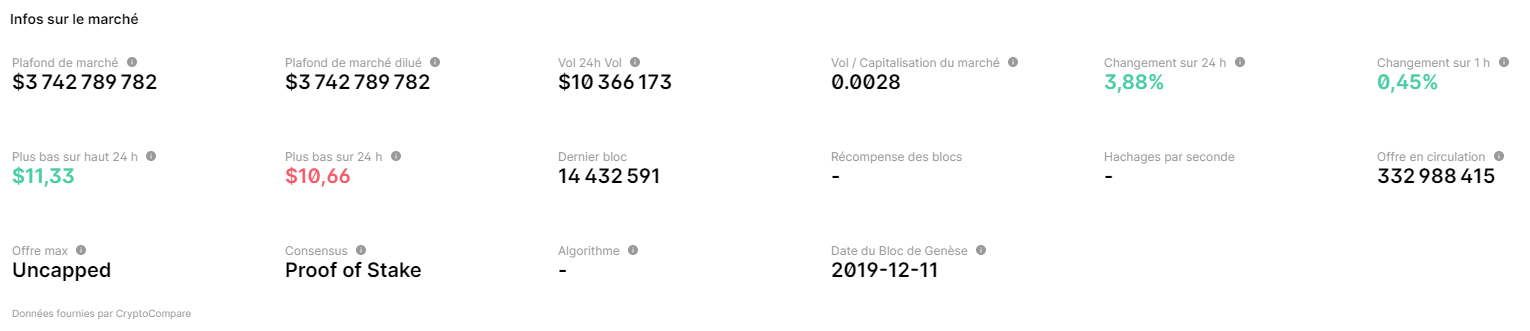 Infos sur le marché
Plafond de marché
Plafond de marché dilué
Vol 24h Vol
Vol / Capitalisation du marché
Changement sur 24 h
Changement sur 1 h
$3 742 789 782
$3 742 789 782
$10 366 173
0.0028
3,88%
0,45%
Plus bas sur haut 24 h
Plus bas sur 24 h
Dernier bloc
Récompense des blocs
Hachages par seconde
Offre en circulation
$11,33
$10,66
14 432 591
-
-
332 988 415
Offre max
Consensus
Algorithme
Date du Bloc de Genèse
Uncapped
Proof of Stake
-
2019-12-11
Données fournies par CryptoCompare